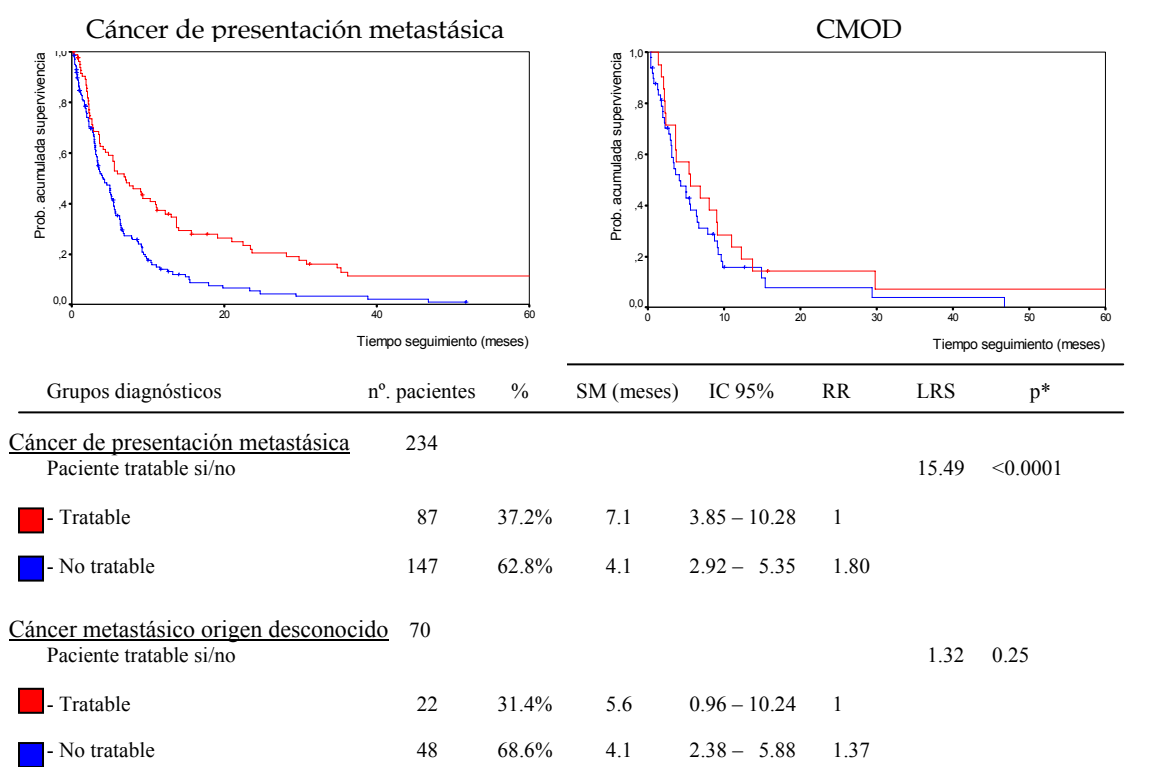 Cáncer de presentación metastásica
CMOD
Prob. acumulada supervivencia
1,0
,8
,6
,4
,2
0,0
0 20 40 60
Tiempo seguimiento (meses)
Prob. acumulada supervivencia
1,0
,8
,6
,4
,2
0,0
0 10 20 30 40 50 60
Tiempo seguimiento (meses)
Grupos diagnósticos nº. pacientes % SM (meses) IC 95% RR LRS p*
Cáncer de presentación metastásica 234
Paciente tratable si/no 15.49 <0.0001
- Tratable 87 37.2% 7.1 3.85 – 10.28 1
- No tratable 147 62.8% 4.1 2.92 – 5.35 1.80
Cáncer metastásico origen desconocido 70
Paciente tratable si/no 1.32 0.25
- Tratable 22 31.4% 5.6 0.96 – 10.24 1
- No tratable 48 68.6% 4.1 2.38 – 5.88 1.37